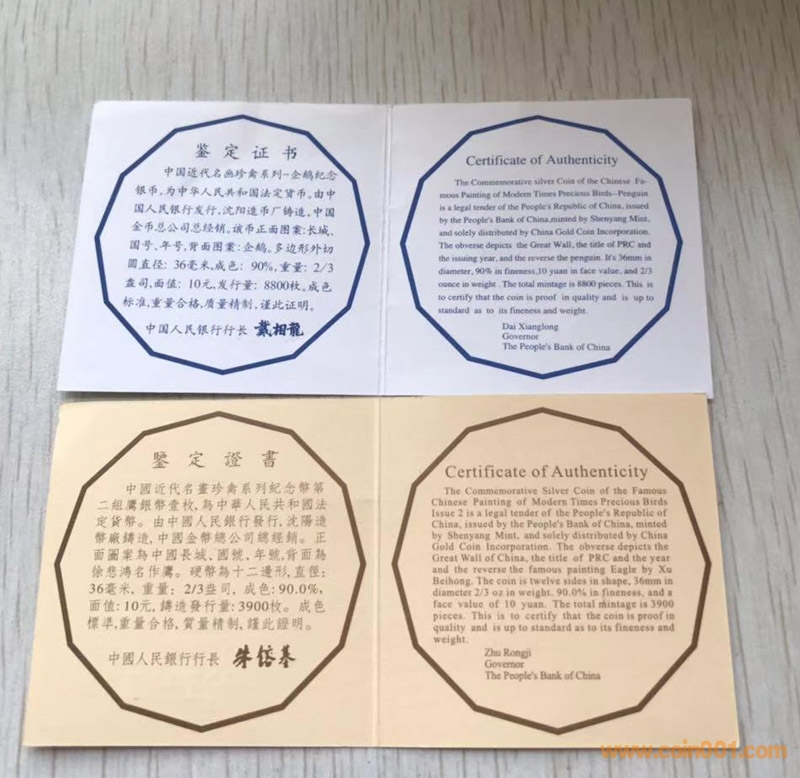 鉴定证书
中国近代名画珍禽系列-企鹅纪念
银币,为中华人民共和国法定货币。由中
国人民银行发行,沈阳造币厂铸造,中国
金币总公司总经销。该币正面图案:长城、
国号、年号,背面图案:企鹅。多边形外切
圆直径:36毫米,成色:90%,重量:2/3
盎司,面值:10元,发行量:8800枚。成色
标准,重量合格,质量精制,谨此证明。
中国人民银行行长 戴相龍
Certificate of Authenticity
The Commemorative silver Coin of the Chinese Fa-
mous Painting of Modern Times Precious Birds--Penguin
is a legal tender of the People's Republic of China, issued
by the People's Bank of China,minted by Shenyang Mint,
and solely distributed by China Gold Coin Incorporation.
The obverse depicts the Great Wall, the title of PRC and
the issuing year, and the reverse the penguin. It's 36mm in
diameter, 90% in fineness,10 yuan in face value, and 2/3
ounce in weight . The total mintage is 8800 pieces. This is
to certify that the coin is proof in quality and is up to
standard as to its fineness and weight.
Dai Xianglong
Governor
The People's Bank of China
鑒定證書
中國近代名畫珍禽系列紀念幣第
二組鷹銀幣壹枚,為中華人民共和國法
定貨幣。由中國人民銀行發行,沈陽造
幣廠鑄造,中國金幣總公司總經銷。正
面圖案為中國長城、國號、年號,背面為
徐悲鴻名作鷹。硬幣為十二邊形,直徑:
36毫米,重量:2/3盎司,成色:90.0%,
面值:10元,鑄造發行量:3900枚。成色
標準,重量合格,質量精制,謹此證明。
中國人民銀行行長 朱鎔基
Certificate of Authenticity
The Commemorative Silver Coin of the Famous
Chinese Painting of Modern Times Precious Birds
Issue 2 is a legal tender of the People's Republic of
China, issued by the People's Bank of China, minted
by Shenyang Mint, and solely distributed by China
Gold Coin Incorporation. The obverse depicts the
Great Wall of China, the title of PRC and the year
and the reverse the famous painting Eagle by Xu
Beihong. The coin is twelve sides in shape, 36mm in
diameter 2/3 oz in weight, 90.0% in fineness, and a
face value of 10 yuan. The total mintage is 3900
pieces. This is to certify that the coin is proof in
quality and is up to standard as to its fineness and
weight.
Zhu Rongji
Governor
The People's Bank of China
www.coin001.com